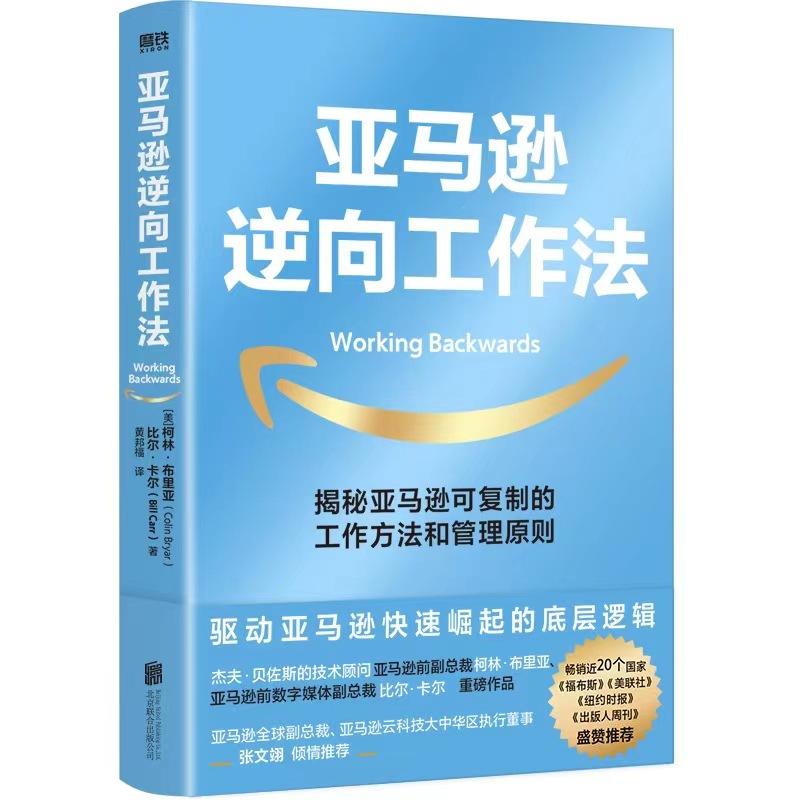 磨铁
XIRON
亚马逊逆向工作法
Working
Backwards
[美]柯林·布里亚(Colin Bryar)
比尔·卡尔(Bill Carr) 著
黄邦福 译
北京联合出版公司
亚马逊
逆向工作法
Working Backwards
揭秘亚马逊可复制的
工作方法和管理原则
驱动亚马逊快速崛起的底层逻辑
杰夫·贝佐斯的技术顾问 亚马逊前副总裁 柯林·布里亚、
亚马逊前数字媒体副总裁 比尔·卡尔 重磅作品
亚马逊全球副总裁、亚马逊云科技大中华区执行董事
张文翊 倾情推荐
畅销近20个国家
《福布斯》《美联社》
《纽约时报》
《出版人周刊》
盛赞推荐